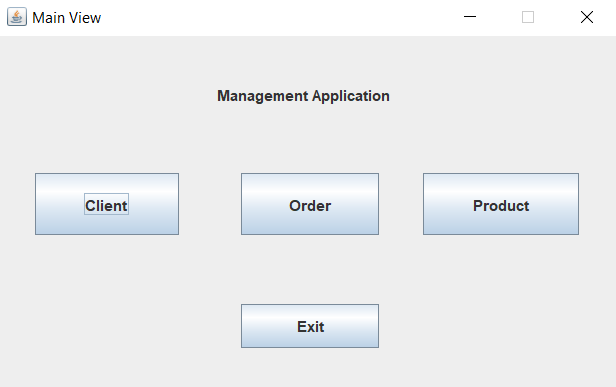 Main View
Management Application
Client
Order
Product
Exit